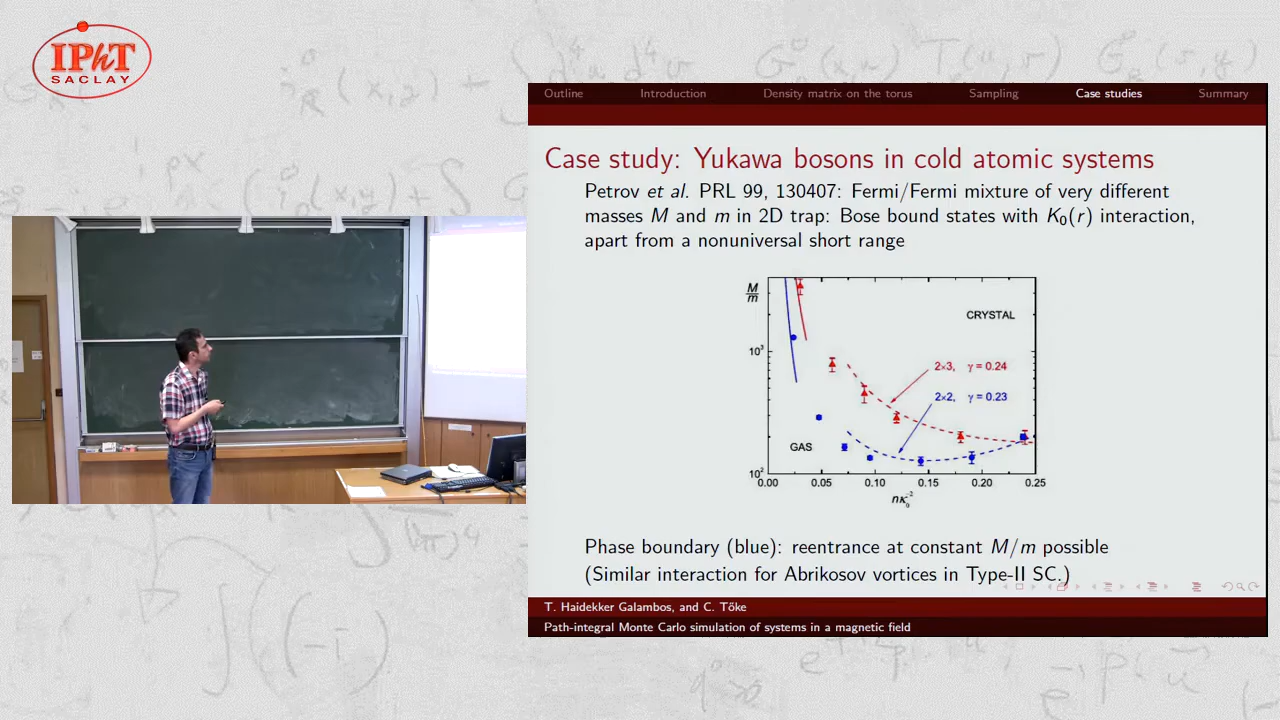 IPhT
SACLAY
Outline Introduction Density matrix on the torus Sampling Case studies Summary
Case study: Yukawa bosons in cold atomic systems
Petrov et al. PRL 99, 130407: Fermi/Fermi mixture of very different
masses M and m in 2D trap: Bose bound states with K₀(r) interaction,
apart from a nonuniversal short range
M/m
CRYSTAL
10³
2×3, γ = 0.24
2×2, γ = 0.23
GAS
10²
0.00 0.05 0.10 0.15 0.20 0.25
nκ₀⁻²
Phase boundary (blue): reentrance at constant M/m possible
(Similar interaction for Abrikosov vortices in Type-II SC.)
T. Haidekker Galambos, and C. Tőke
Path-integral Monte Carlo simulation of systems in a magnetic field